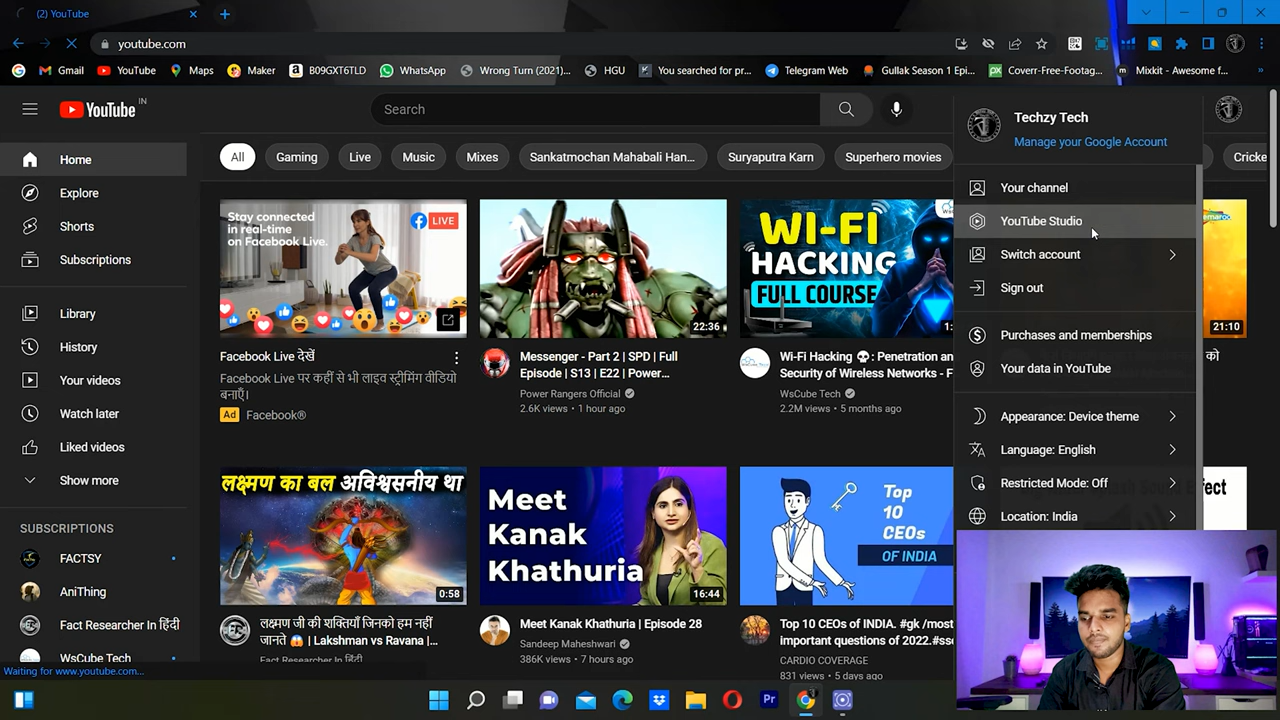 (2) YouTube
youtube.com
Gmail
YouTube
Maps
Maker
B09GXT6TLD
WhatsApp
Wrong Turn (2021)...
HGU
You searched for pr...
Telegram Web
Gullak Season 1 Epi...
Coverr-Free-Footag...
Mixkit - Awesome f...
YouTube IN
Search
Techzy Tech
Manage your Google Account
Home
Explore
Shorts
Subscriptions
Library
History
Your videos
Watch later
Liked videos
Show more
SUBSCRIPTIONS
FACTSY
AniThing
Fact Researcher In हिंदी
WsCube Tech
All
Gaming
Live
Music
Mixes
Sankatmochan Mahabali Han...
Suryaputra Karn
Superhero movies
Cricke
Stay connected
in real-time
on Facebook Live.
LIVE
Facebook Live देखें
Facebook Live पर कहीं से भी लाइव स्ट्रीमिंग वीडियो
बनाएँ।
Ad Facebook®
22:36
Messenger - Part 2 | SPD | Full
Episode | S13 | E22 | Power...
Power Rangers Official
2.6K views • 1 hour ago
WI-FI
HACKING
FULL COURSE
Wi-Fi Hacking 💀: Penetration an
Security of Wireless Networks - F
WsCube Tech
2.2M views • 5 months ago
21:10
को
Your channel
YouTube Studio
Switch account
Sign out
Purchases and memberships
Your data in YouTube
Appearance: Device theme
Language: English
Restricted Mode: Off
Location: India
लक्ष्मण का बल अविश्वसनीय था
0:58
लक्ष्मण जी की शक्तियाँ जिनको हम नहीं
जानते 😱 | Lakshman vs Ravana |...
Fact Researcher In हिंदी
Meet
Kanak
Khathuria
16:44
Meet Kanak Khathuria | Episode 28
Sandeep Maheshwari
386K views • 7 hours ago
Top
10
CEOs
OF INDIA
Top 10 CEOs of INDIA. #gk /most
important questions of 2022.#ss
CARDIO COVERAGE
831 views • 5 days ago
Waiting for www.youtube.com...
Pr